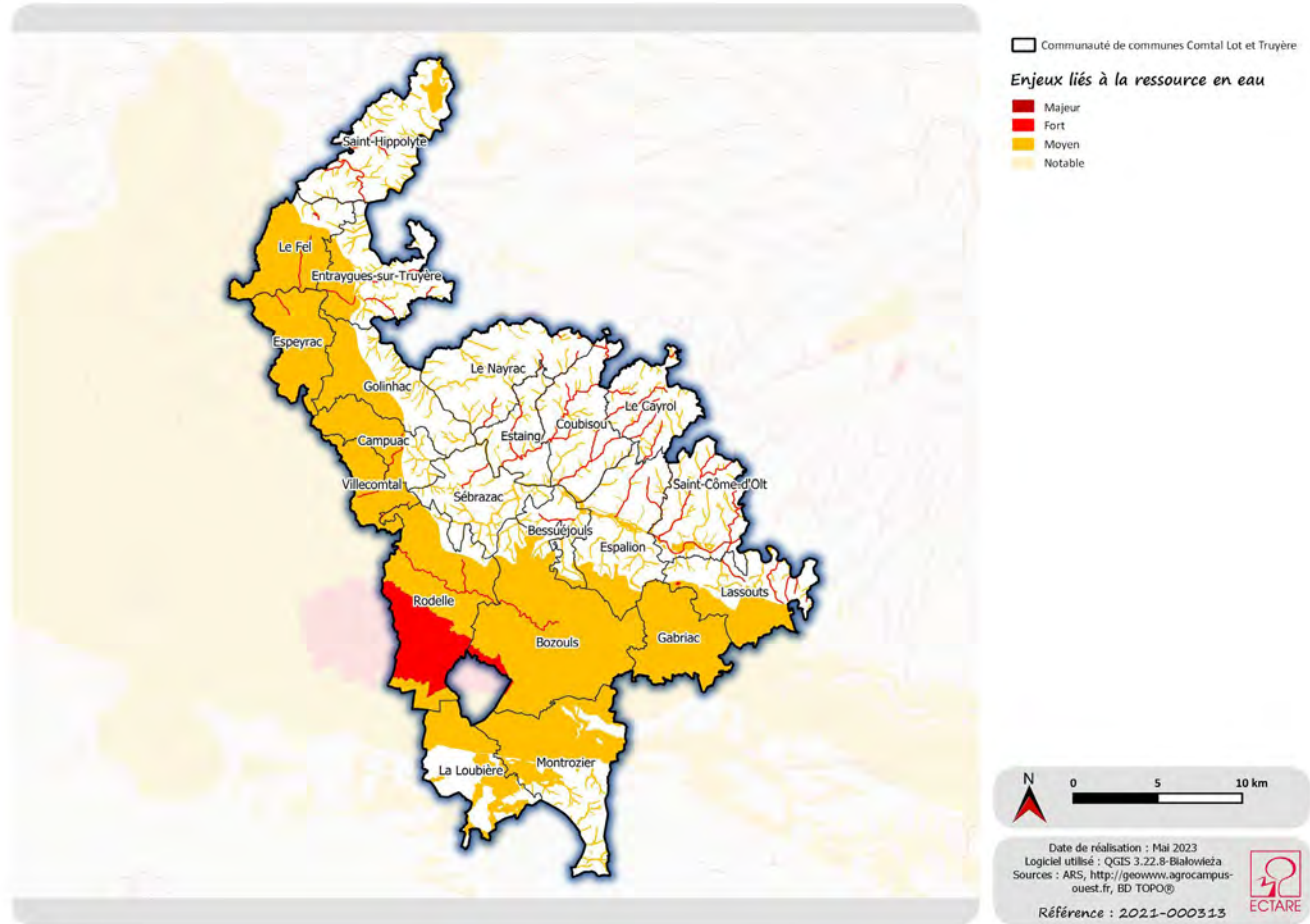 Communauté de communes Comtal Lot et Truyère
Enjeux liés à la ressource en eau
Majeur
Fort
Moyen
Notable
Saint-Hippolyte
Le Fel
Entraygues-sur-Truyère
Espeyrac
Golinhac
Le Nayrac
Le Cayrol
Campuac
Estaing
Coubisou
Villecomtal
Sébrazac
Saint-Côme-d'Olt
Bessuéjouls
Espalion
Lassouts
Rodelle
Bozouls
Gabriac
La Loubière
Montrozier
N
0 5 10 km
Date de réalisation : Mai 2023
Logiciel utilisé : QGIS 3.22.8-Białowieża
Sources : ARS, http://geowww.agrocampus-
ouest.fr, BD TOPO®
Référence : 2021-000313
ECTARE